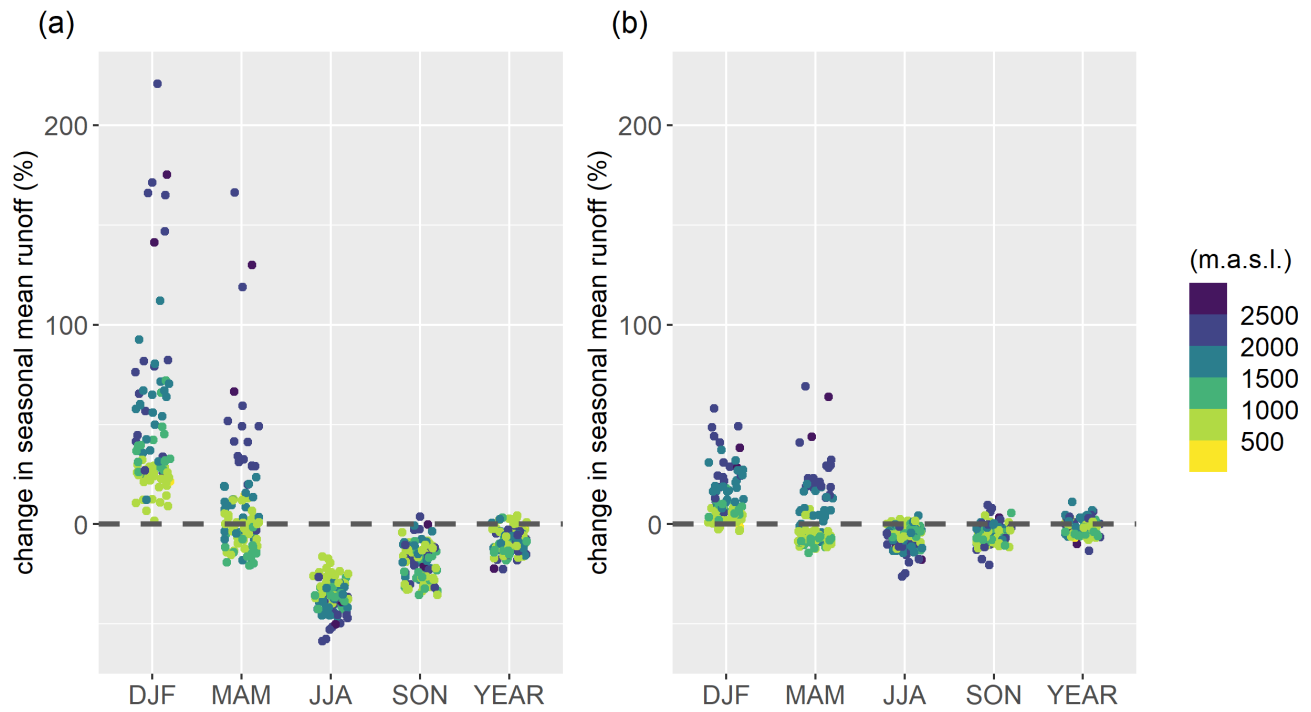 (a)
(b)
change in seasonal mean runoff (%)
200
100
0
DJF MAM JJA SON YEAR
change in seasonal mean runoff (%)
200
100
0
DJF MAM JJA SON YEAR
(m.a.s.l.)
2500
2000
1500
1000
500